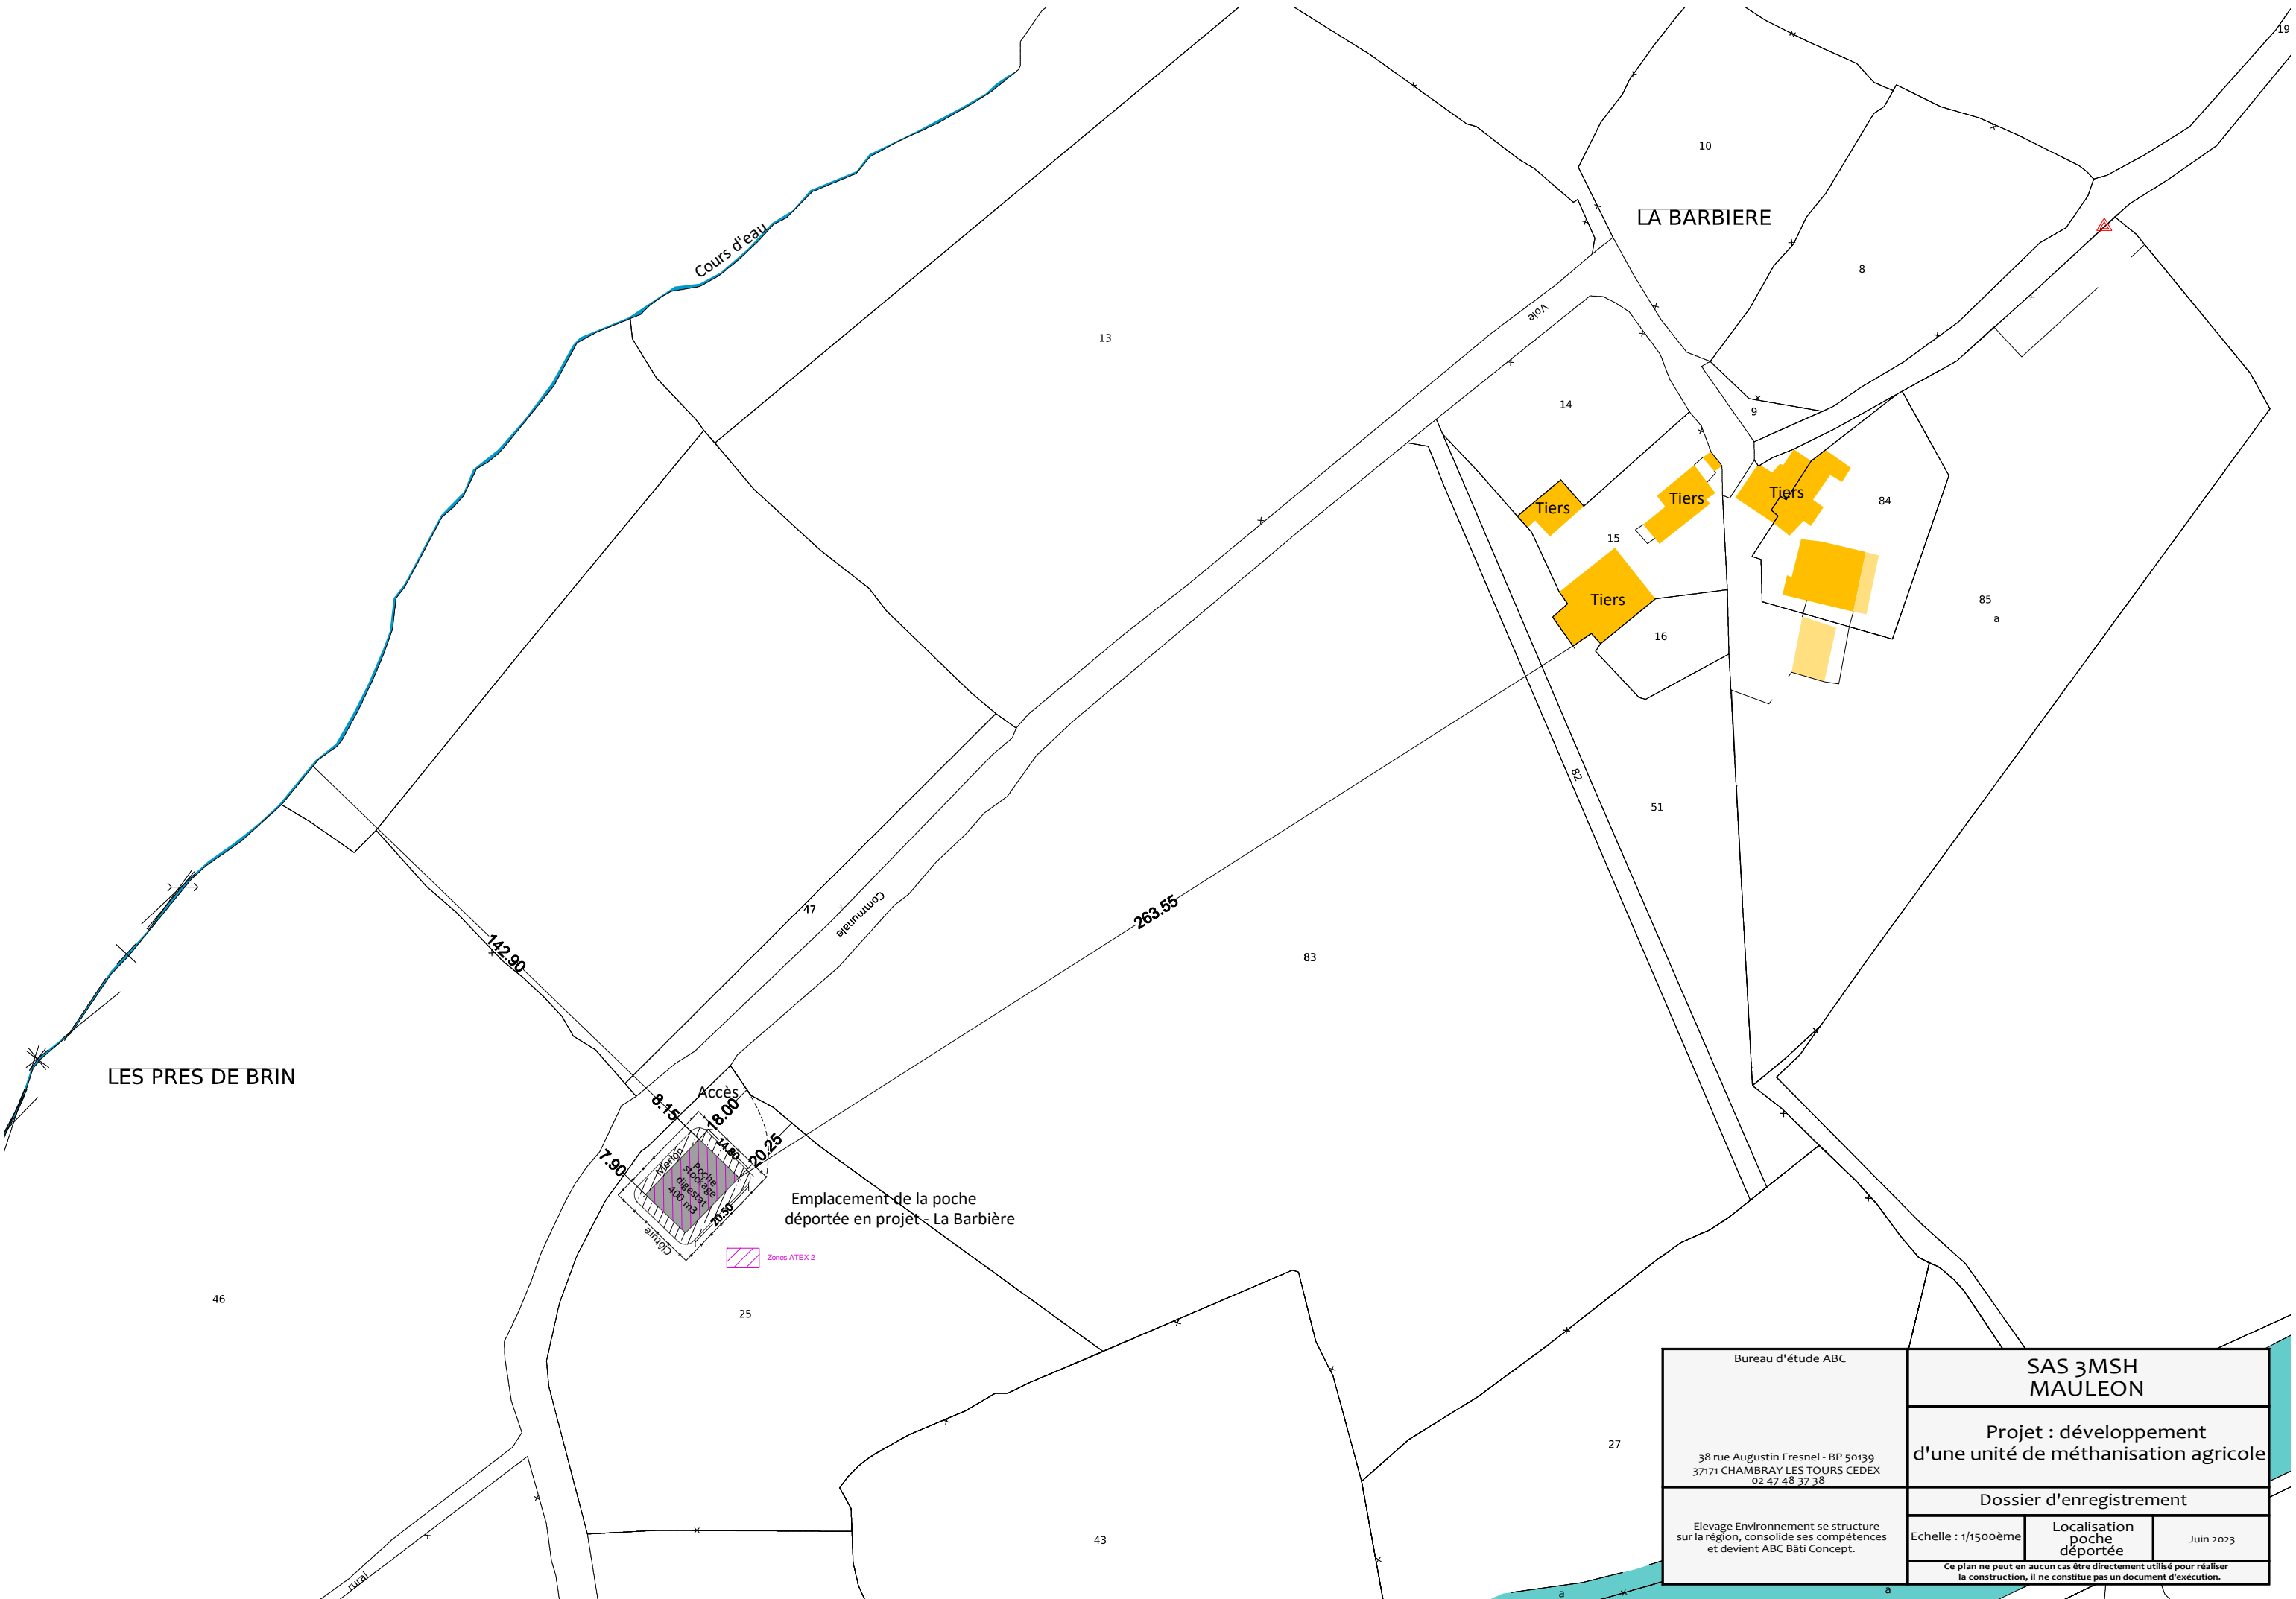 19
10
LA BARBIERE
8
Cours d'eau
Voie
13
14
9
Tiers
Tiers
Tiers
84
15
Tiers
85
a
16
82
51
47
Communale
263.55
142.90
83
LES PRES DE BRIN
Accès
8.15
18.00
14.80
20.25
7.90
Merlon
Poche
stockage
digestat
400 m3
20.50
Clôture
Emplacement de la poche
déportée en projet - La Barbière
Zones ATEX 2
46
25
27
43
rural
a
a
Bureau d'étude ABC
38 rue Augustin Fresnel - BP 50139
37171 CHAMBRAY LES TOURS CEDEX
02 47 48 37 38
Elevage Environnement se structure
sur la région, consolide ses compétences
et devient ABC Bâti Concept.
SAS 3MSH
MAULEON
Projet : développement
d'une unité de méthanisation agricole
Dossier d'enregistrement
Echelle : 1/1500ème
Localisation
poche
déportée
Juin 2023
Ce plan ne peut en aucun cas être directement utilisé pour réaliser
la construction, il ne constitue pas un document d'exécution.